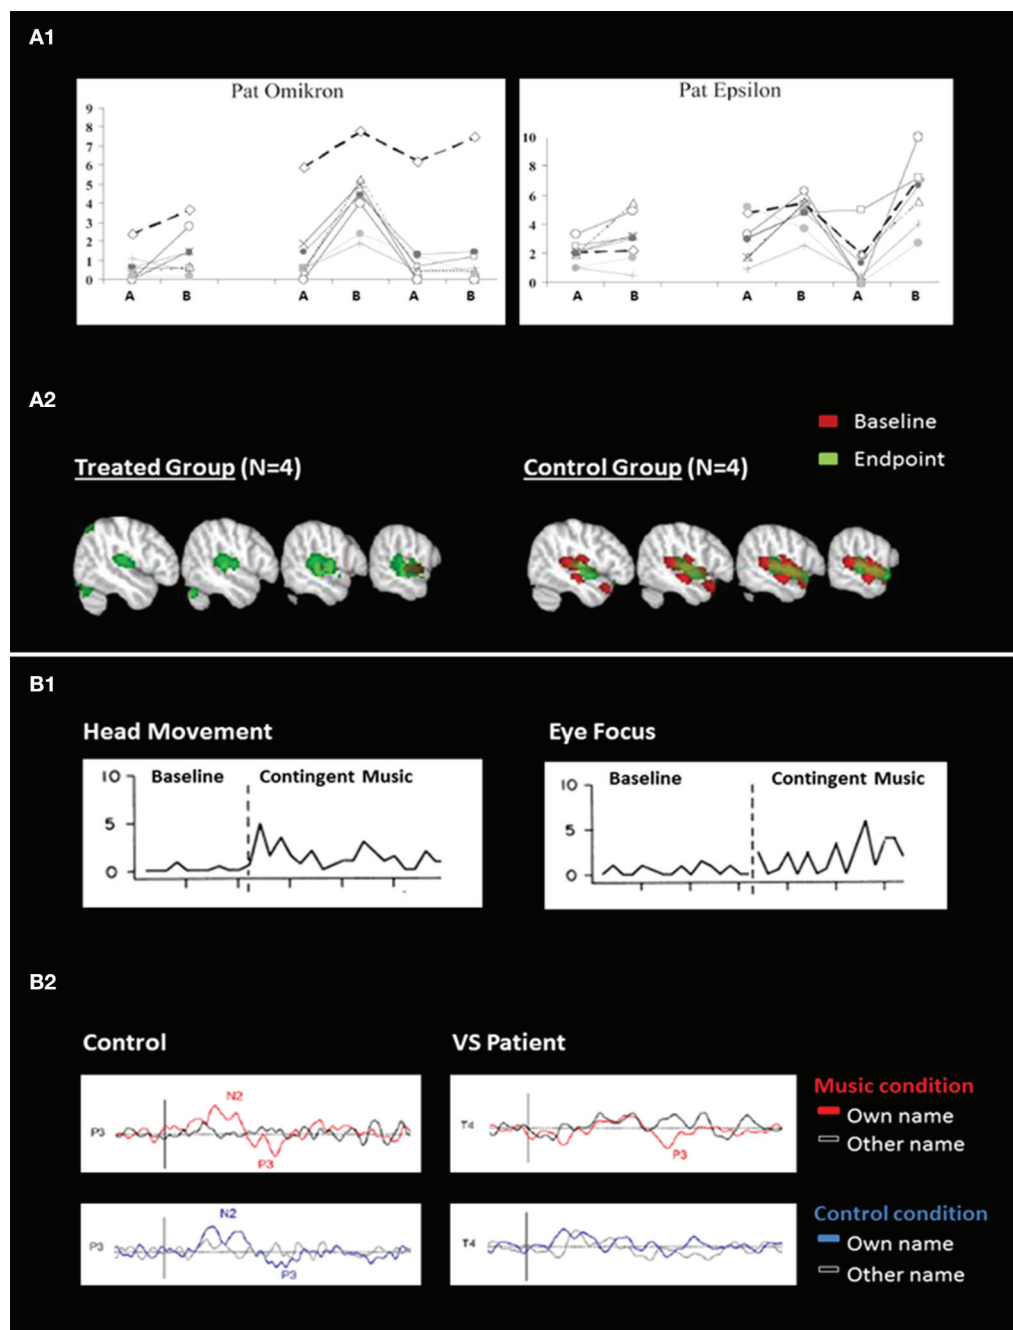 A1
Pat Omikron
9
8
7
6
5
4
3
2
1
0
A B A B A B
Pat Epsilon
10
8
6
4
2
0
A B A B A B
A2
Baseline
Endpoint
Treated Group (N=4)
Control Group (N=4)
B1
Head Movement
10
5
0
Baseline Contingent Music
Eye Focus
10
5
0
Baseline Contingent Music
B2
Control
P3
N2
P3
P3
N2
P3
VS Patient
T4
P3
T4
Music condition
Own name
Other name
Control condition
Own name
Other name